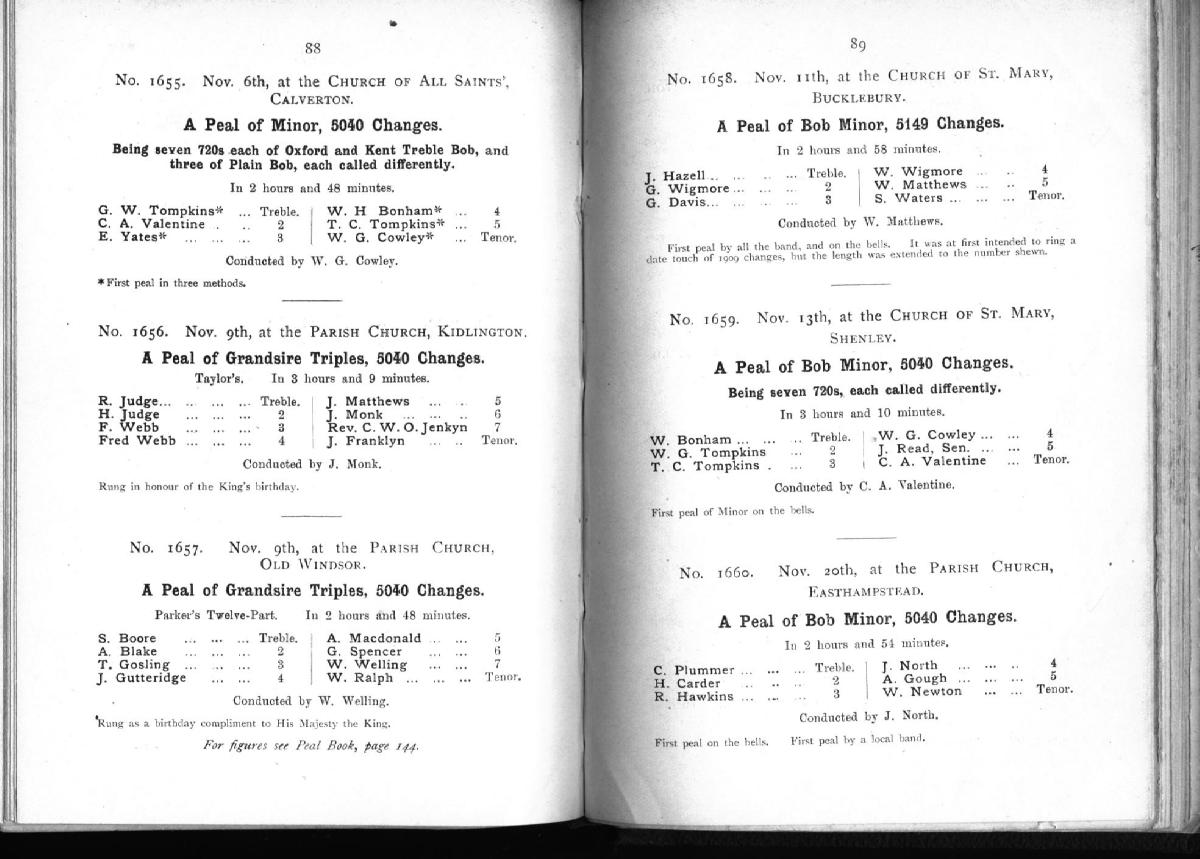 88
No. 1655. Nov. 6th, at the CHURCH OF ALL SAINTS',
CALVERTON.
A Peal of Minor, 5040 Changes.
Being seven 720s each of Oxford and Kent Treble Bob, and
three of Plain Bob, each called differently.
In 2 hours and 48 minutes.
G. W. Tompkins* ... Treble. | W. H Bonham* ... 4
C. A. Valentine . .. 2 | T. C. Tompkins* ... 5
E. Yates* ... ... ... 3 | W. G. Cowley* ... Tenor.
Conducted by W. G. Cowley.
* First peal in three methods.
No. 1656. Nov. 9th, at the PARISH CHURCH, KIDLINGTON.
A Peal of Grandsire Triples, 5040 Changes.
Taylor's. In 3 hours and 9 minutes.
R. Judge... ... ... ... Treble. | J. Matthews ... .. 5
H. Judge ... ... ... 2 | J. Monk ... ... ... 6
F. Webb ... ... ... 3 | Rev. C. W. O. Jenkyn 7
Fred Webb ... ... ... 4 | J. Franklyn ... .. Tenor.
Conducted by J. Monk.
Rung in honour of the King's birthday.
No. 1657. Nov. 9th, at the PARISH CHURCH,
OLD WINDSOR.
A Peal of Grandsire Triples, 5040 Changes.
Parker's Twelve-Part. In 2 hours and 48 minutes.
S. Boore ... ... ... Treble. | A. Macdonald ... ... 5
A. Blake ... ... ... 2 | G. Spencer ... ... 6
T. Gosling ... ... ... 3 | W. Welling ... ... 7
J. Gutteridge ... ... 4 | W. Ralph ... ... ... Tenor.
Conducted by W. Welling.
Rung as a birthday compliment to His Majesty the King.
For figures see Peal Book, page 144.
89
No. 1658. Nov. 11th, at the CHURCH OF ST. MARY,
BUCKLEBURY.
A Peal of Bob Minor, 5149 Changes.
In 2 hours and 58 minutes.
J. Hazell .. ... ... ... Treble. | W. Wigmore ... .. 4
G. Wigmore ... ... ... 2 | W. Matthews ... .. 5
G. Davis... ... ... ... 3 | S. Waters ... ... ... Tenor.
Conducted by W. Matthews.
First peal by all the band, and on the bells. It was at first intended to ring a
date touch of 1909 changes, but the length was extended to the number shewn.
No. 1659. Nov. 13th, at the CHURCH OF ST. MARY,
SHENLEY.
A Peal of Bob Minor, 5040 Changes.
Being seven 720s, each called differently.
In 3 hours and 10 minutes.
W. Bonham ... ... ... Treble. | W. G. Cowley ... ... 4
W. G. Tompkins ... 2 | J. Read, Sen. ... ... 5
T. C. Tompkins . ... 3 | C. A. Valentine ... Tenor.
Conducted by C. A. Valentine.
First peal of Minor on the bells.
No. 1660. Nov. 20th, at the PARISH CHURCH,
EASTHAMPSTEAD.
A Peal of Bob Minor, 5040 Changes.
In 2 hours and 54 minutes.
C. Plummer ... ... ... Treble. | J. North ... ... .. 4
H. Carder .. .. .. 2 | A. Gough ... ... ... 5
R. Hawkins ... ... ... 3 | W. Newton ... ... Tenor.
Conducted by J. North.
First peal on the bells. First peal by a local band.